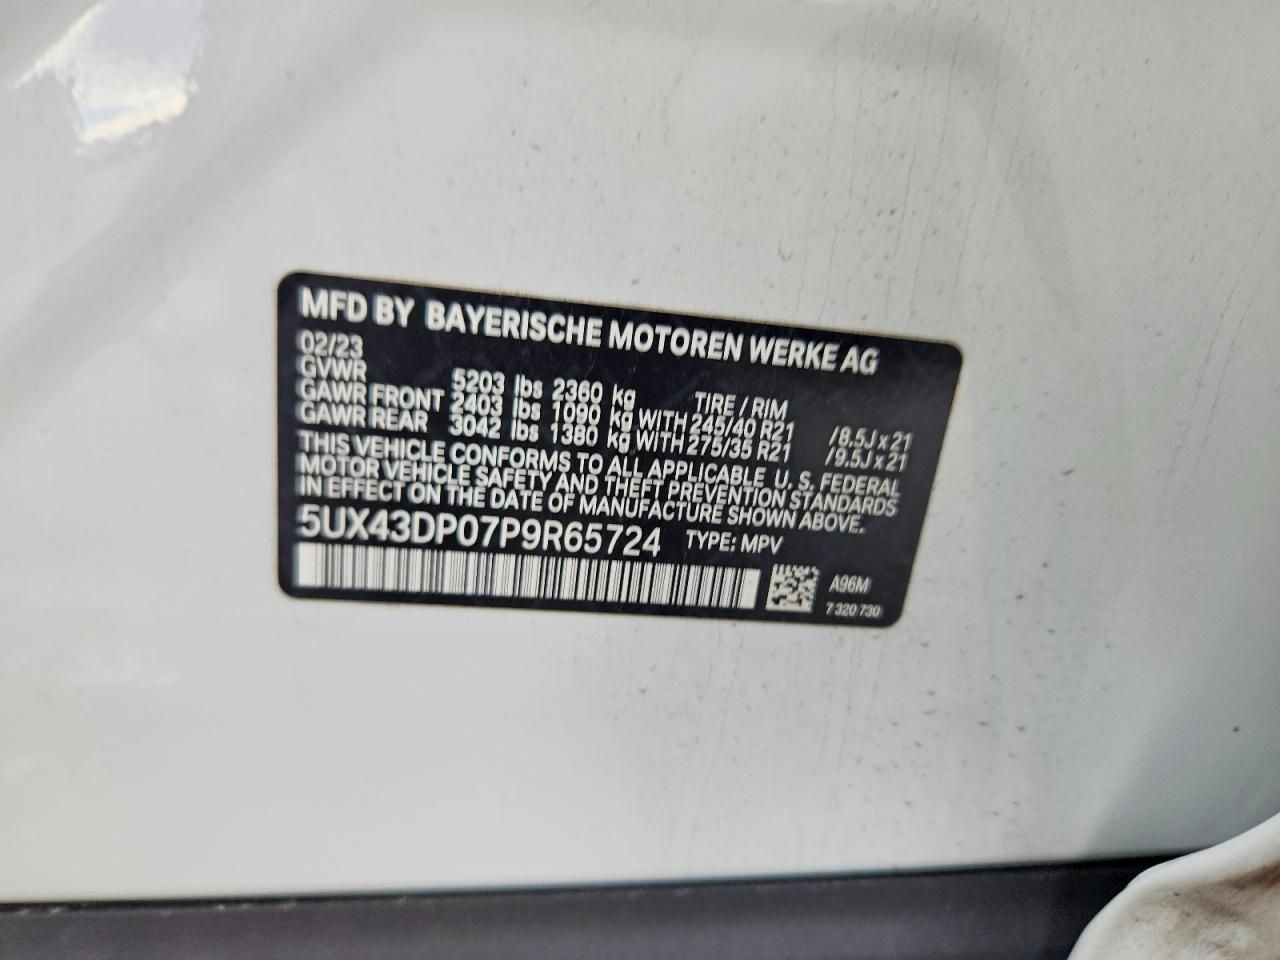 MFD BY BAYERISCHE MOTOREN WERKE AG
02/23
GVWR 5203 lbs 2360 kg TIRE / RIM
GAWR FRONT 2403 lbs 1090 kg WITH 245/40 R21 /8.5J x 21
GAWR REAR 3042 lbs 1380 kg WITH 275/35 R21 /9.5J x 21
THIS VEHICLE CONFORMS TO ALL APPLICABLE U. S. FEDERAL
MOTOR VEHICLE SAFETY AND THEFT PREVENTION STANDARDS
IN EFFECT ON THE DATE OF MANUFACTURE SHOWN ABOVE.
5UX43DP07P9R65724 TYPE: MPV
A96M
7 320 730